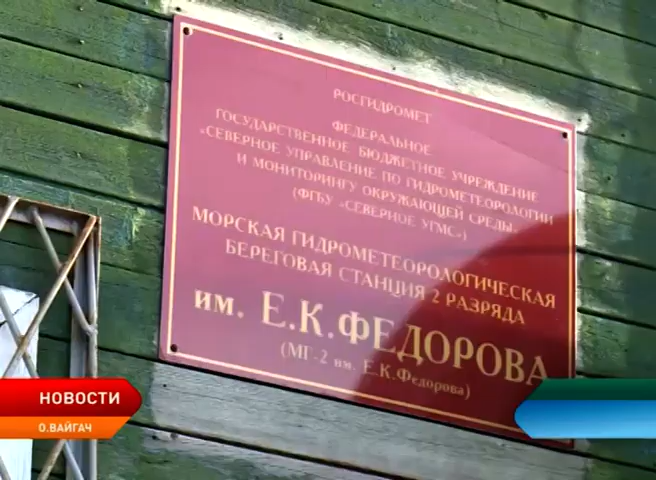 РОСГИДРОМЕТ
ФЕДЕРАЛЬНОЕ
ГОСУДАРСТВЕННОЕ БЮДЖЕТНОЕ УЧРЕЖДЕНИЕ
«СЕВЕРНОЕ УПРАВЛЕНИЕ ПО ГИДРОМЕТЕОРОЛОГИИ
И МОНИТОРИНГУ ОКРУЖАЮЩЕЙ СРЕДЫ»
(ФГБУ «СЕВЕРНОЕ УГМС»)
МОРСКАЯ ГИДРОМЕТЕОРОЛОГИЧЕСКАЯ
БЕРЕГОВАЯ СТАНЦИЯ 2 РАЗРЯДА
им. Е.К.ФЕДОРОВА
(МГ-2 им. Е.К.Федорова)
НОВОСТИ
О.ВАЙГАЧ